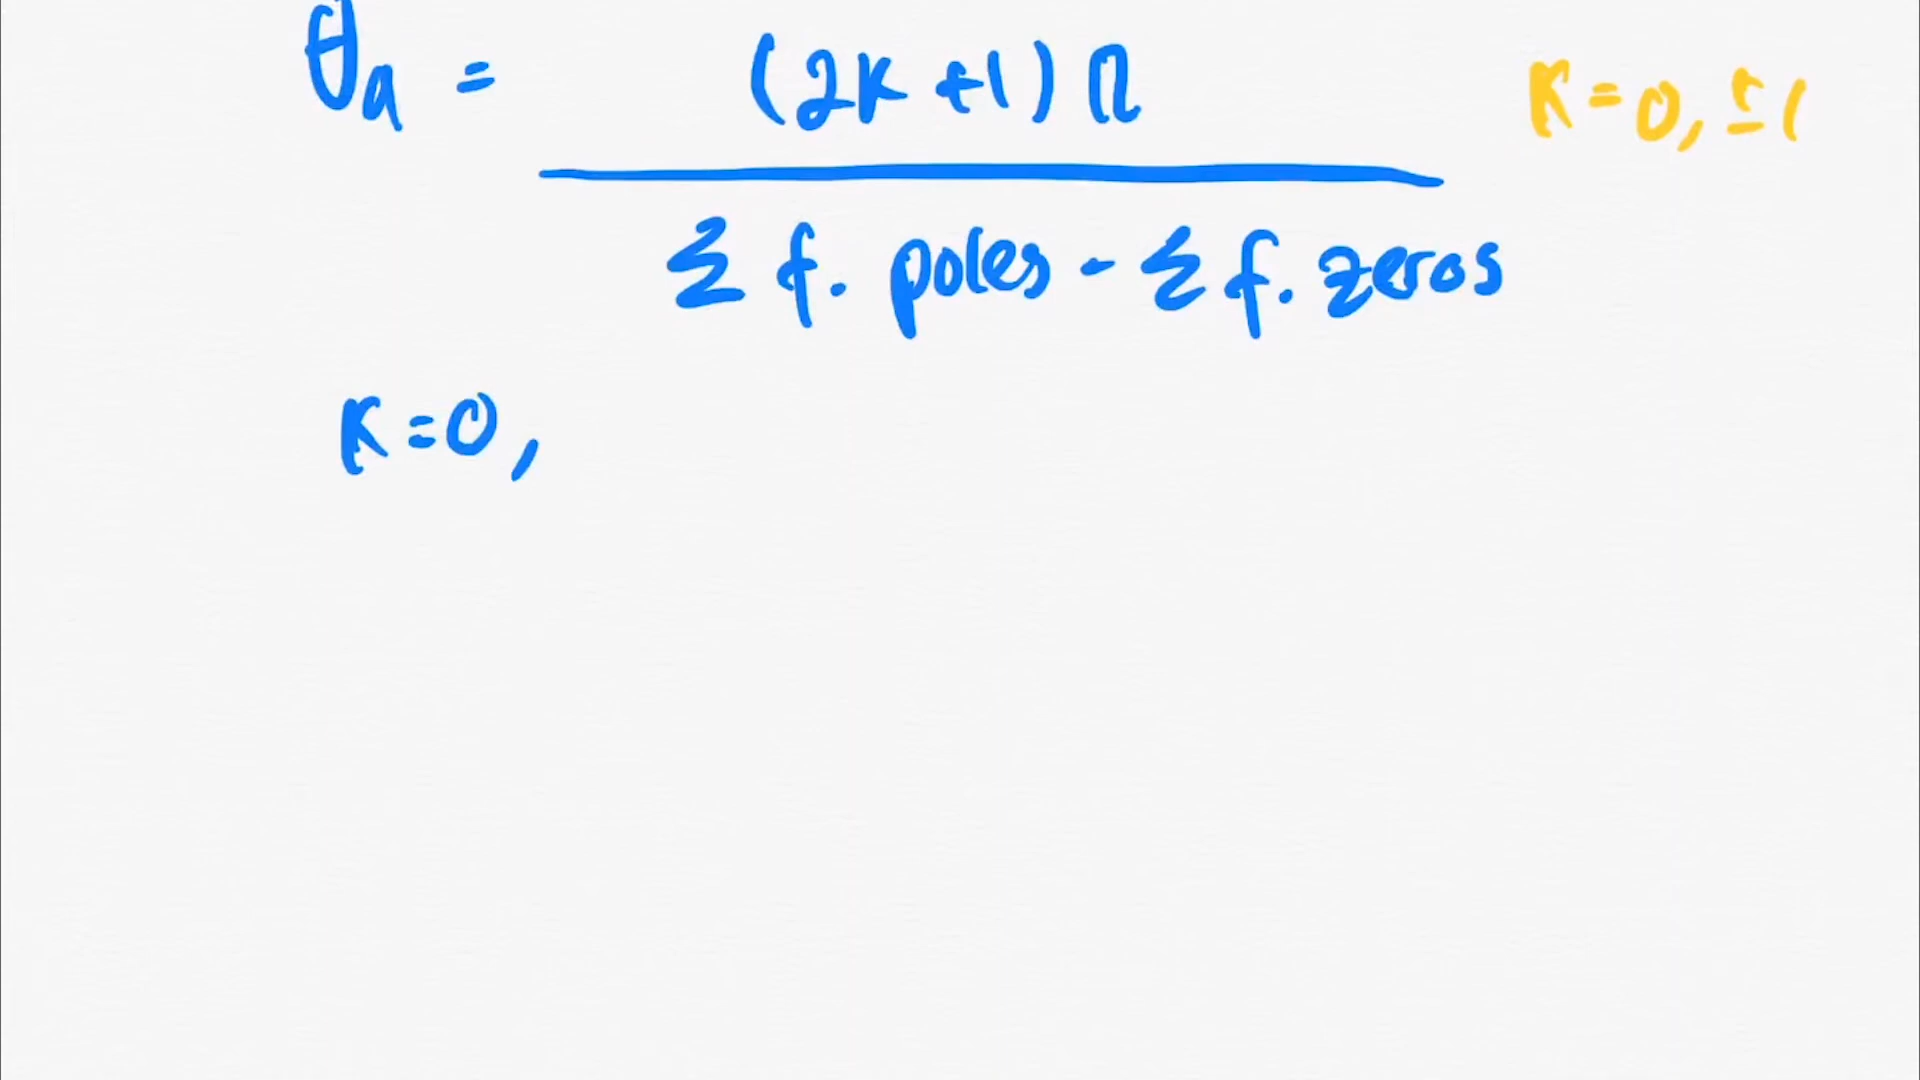 θa = (2k+1)π K=0, ±1
Σ f. poles - Σ f. zeros
K=0,